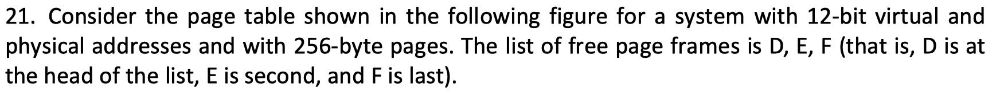 21. Consider the page table shown in the following figure for a system with 12-bit virtual and
physical addresses and with 256-byte pages. The list of free page frames is D, E, F (that is, D is at
the head of the list, E is second, and F is last).